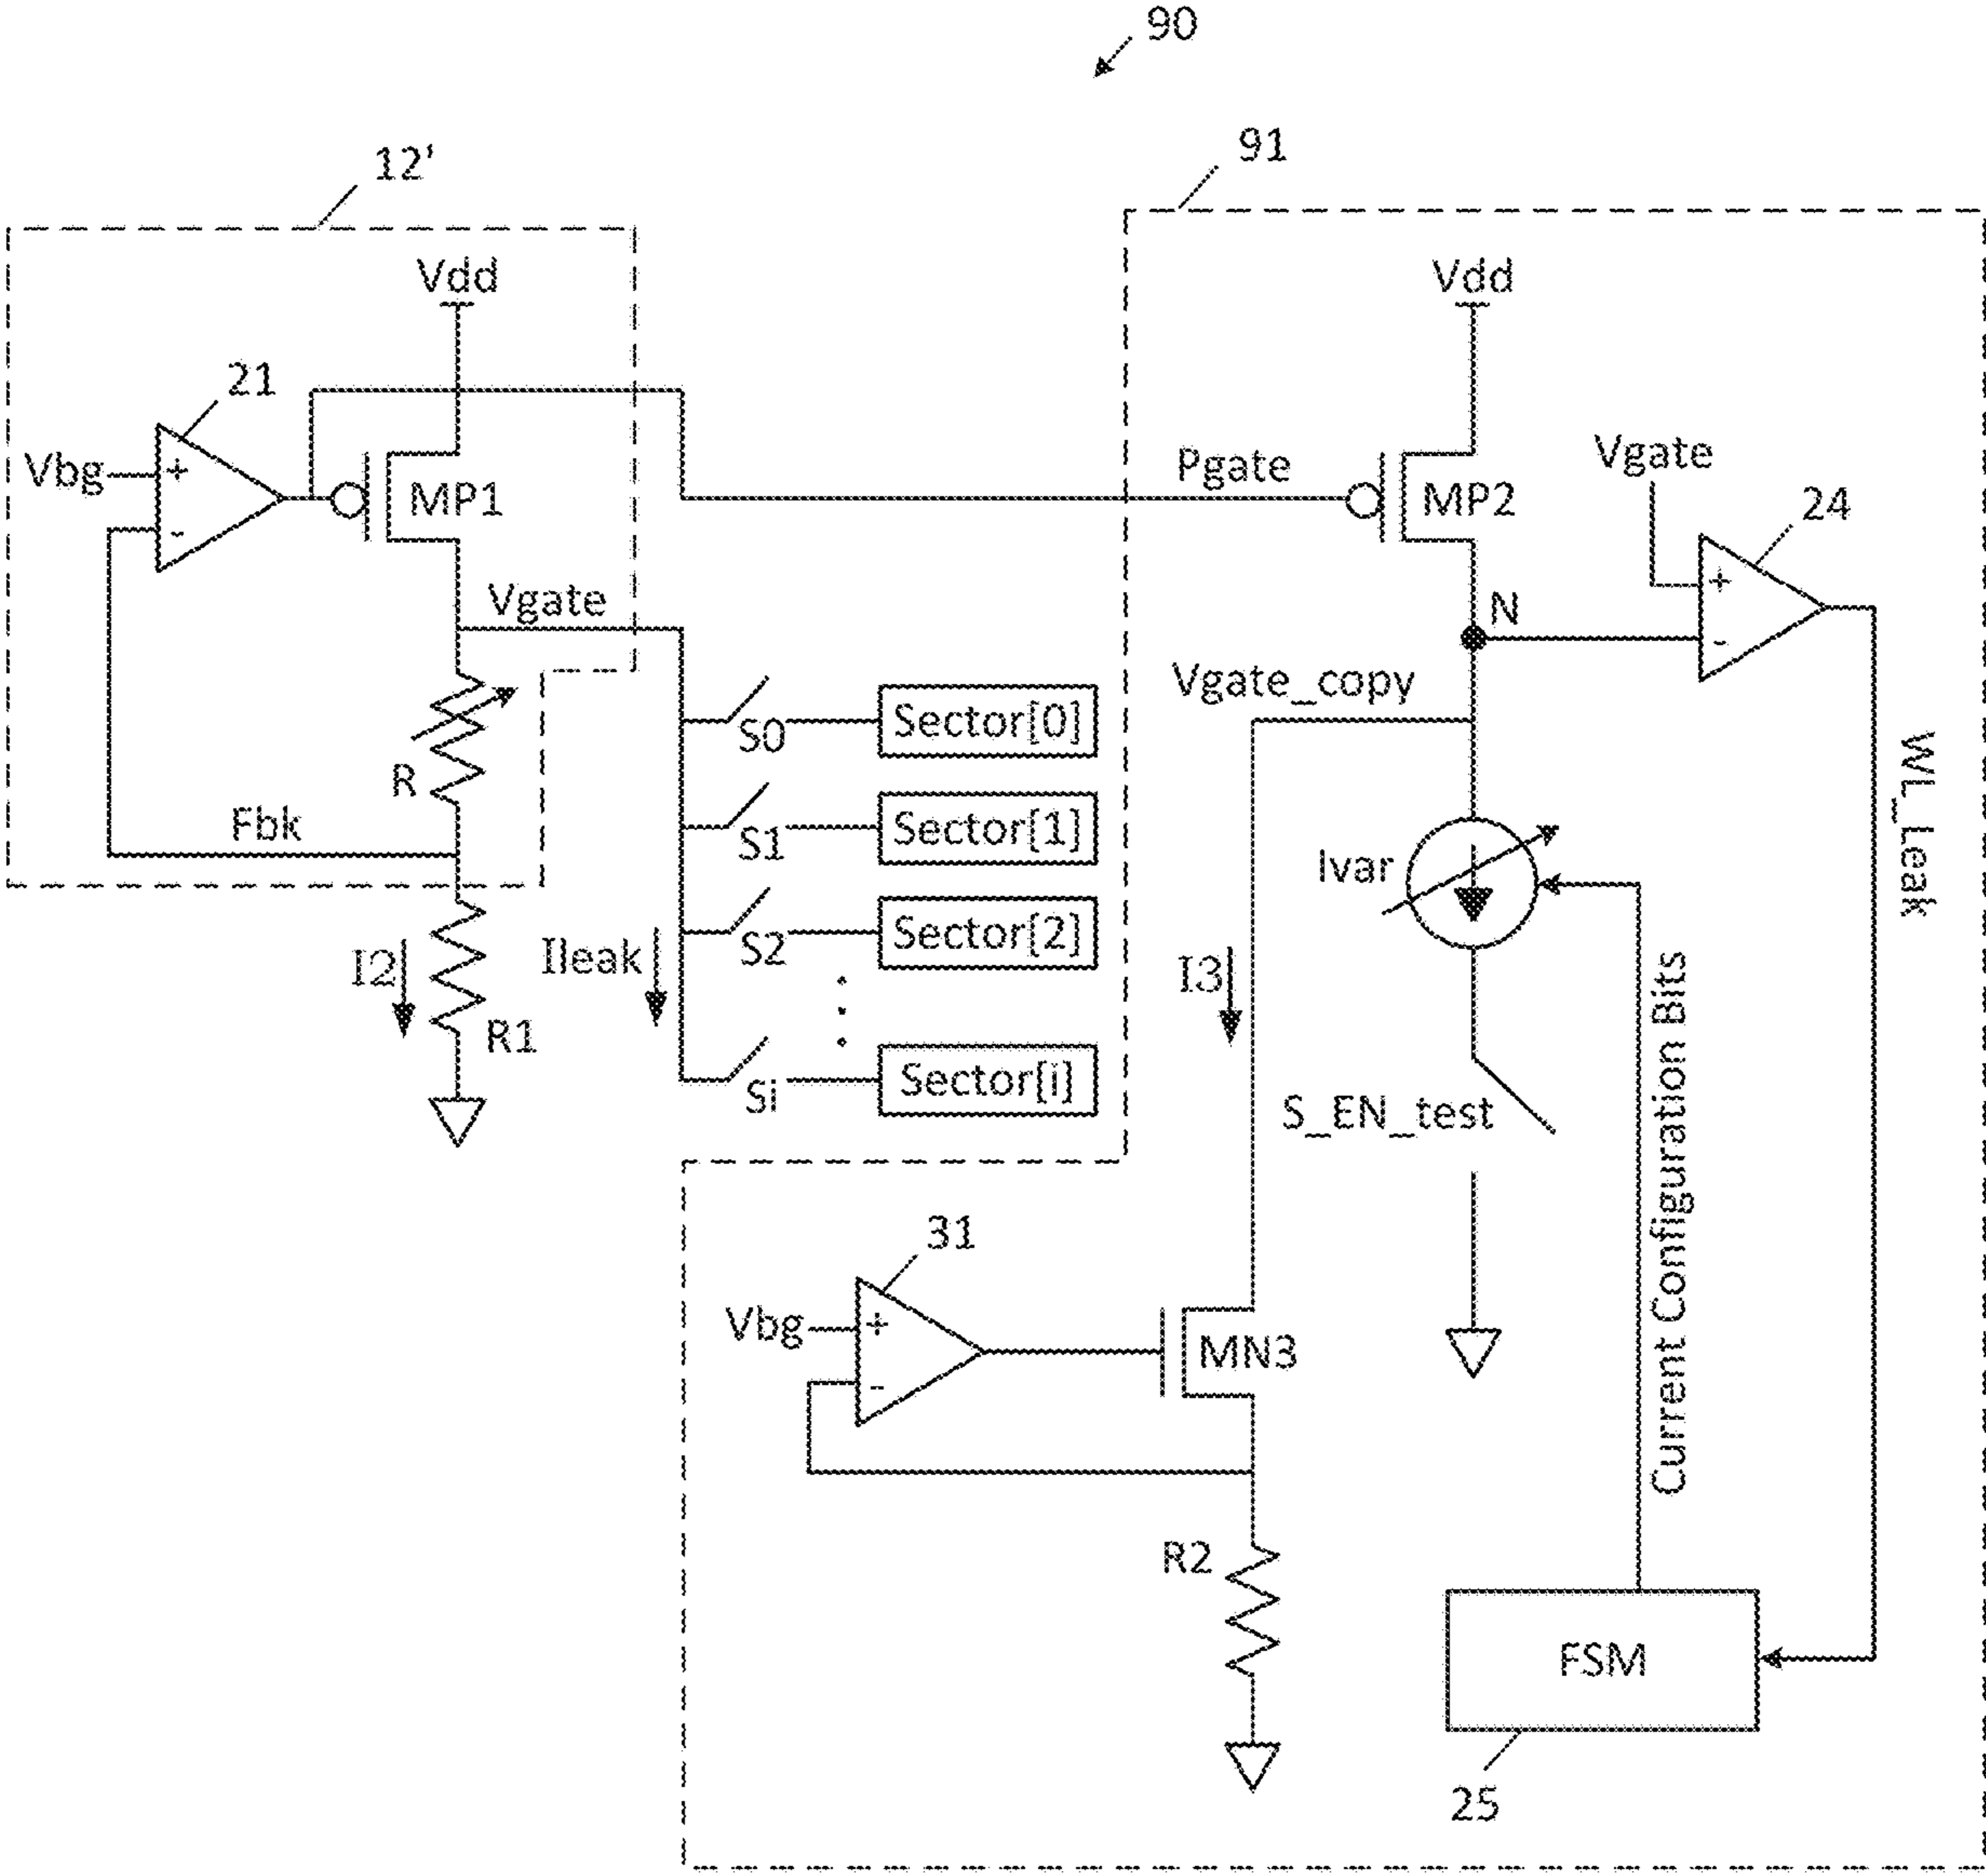 90
12'
91
Vdd
Vdd
21
Vbg
+
-
MP1
Pgate
MP2
Vgate
24
+
-
Vgate
N
Vgate_copy
S0
Sector[0]
R
Fbk
S1
Sector[1]
Ivar
WL_Leak
S2
Sector[2]
I2
Ileak
I3
R1
Si
Sector[i]
S_EN_test
Current Configuration Bits
31
Vbg
+
-
MN3
R2
FSM
25